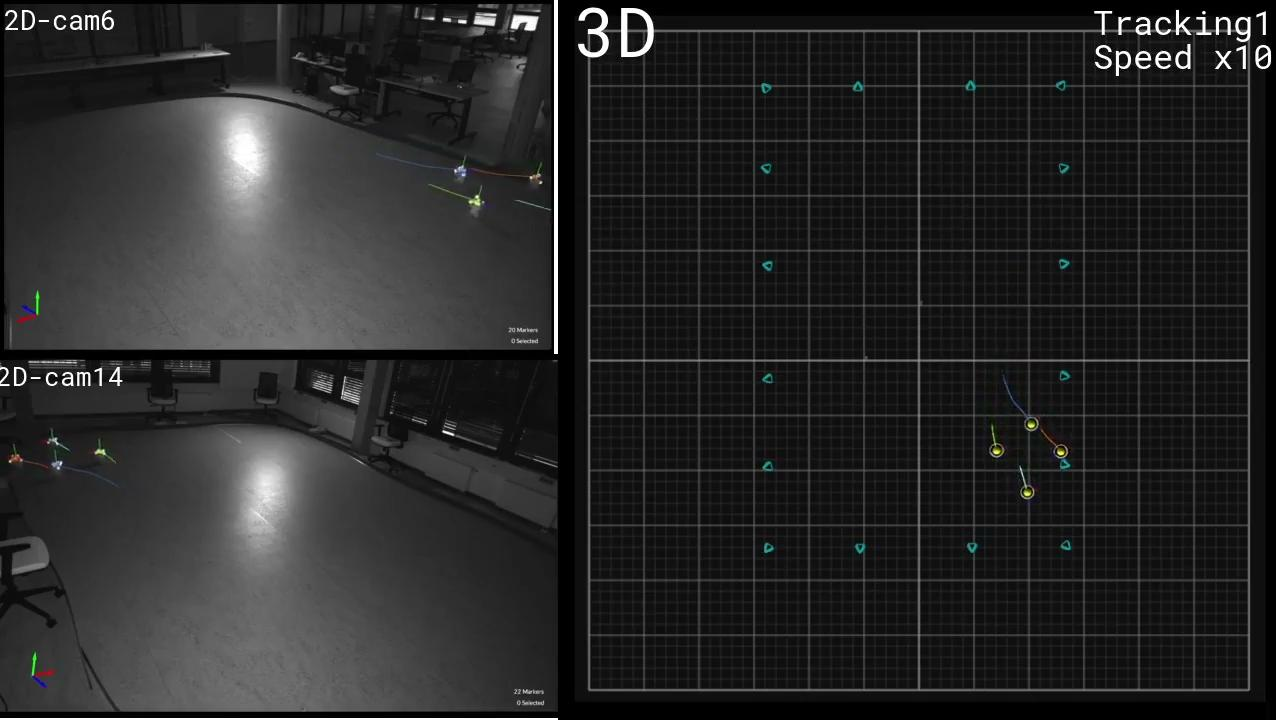 2D-cam6
20 Markers
0 Selected
2D-cam14
22 Markers
0 Selected
3D
Tracking1
Speed x10